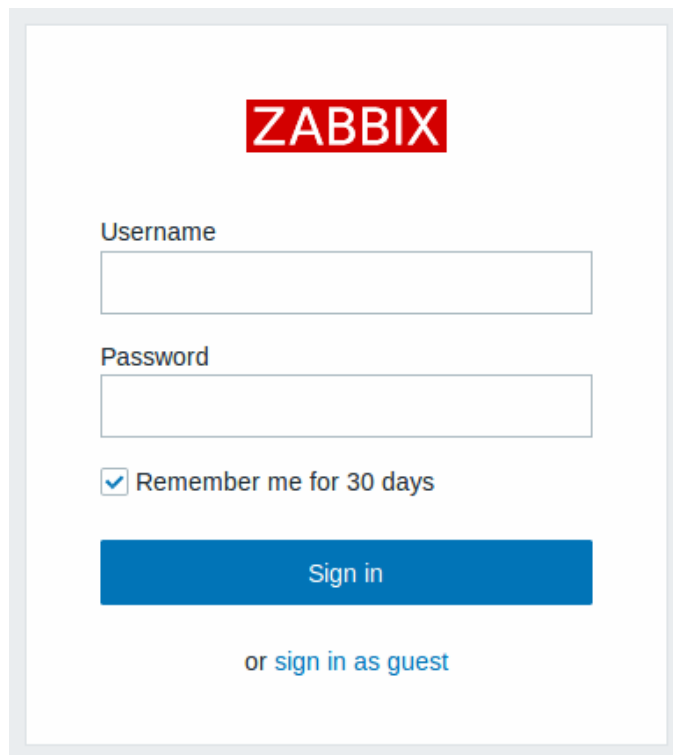 ZABBIX
Username
Password
Remember me for 30 days
Sign in
or sign in as guest